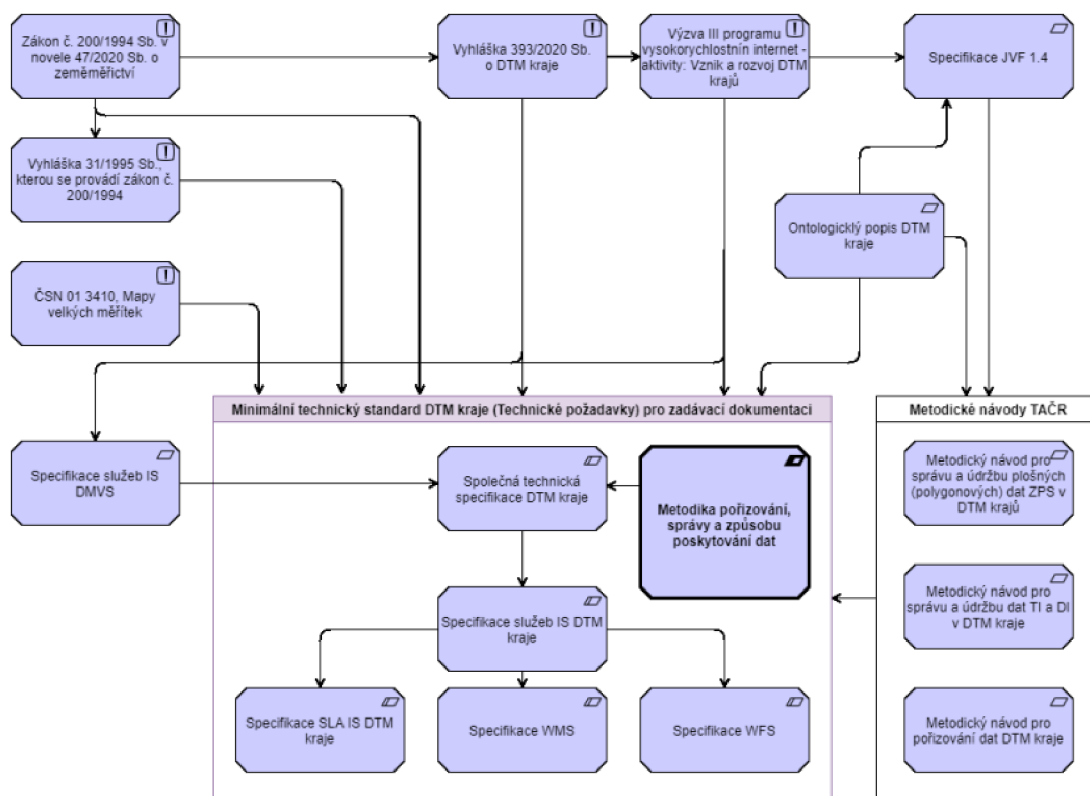 Zákon č. 200/1994 Sb. v
novele 47/2020 Sb. o
zeměměřictví
Vyhláška 393/2020 Sb.
o DTM kraje
Výzva III programu
vysokorychlostnín internet -
aktivity: Vznik a rozvoj DTM
krajů
Specifikace JVF 1.4
Vyhláška 31/1995 Sb.,
kterou se provádí zákon č.
200/1994
Ontologicklý popis DTM
kraje
ČSN 01 3410, Mapy
velkých měřítek
Minimální technický standard DTM kraje (Technické požadavky) pro zadávací dokumentaci
Metodické návody TAČR
Specifikace služeb IS
DMVS
Společná technická
specifikace DTM kraje
Metodika pořizování,
správy a způsobu
poskytování dat
Metodický návod pro
správu a údržbu plošných
(polygonových) dat ZPS v
DTM krajů
Specifikace služeb IS DTM
kraje
Metodický návod pro
správu a údržbu dat TI a DI
v DTM kraje
Specifikace SLA IS DTM
kraje
Specifikace WMS
Specifikace WFS
Metodický návod pro
pořizování dat DTM kraje